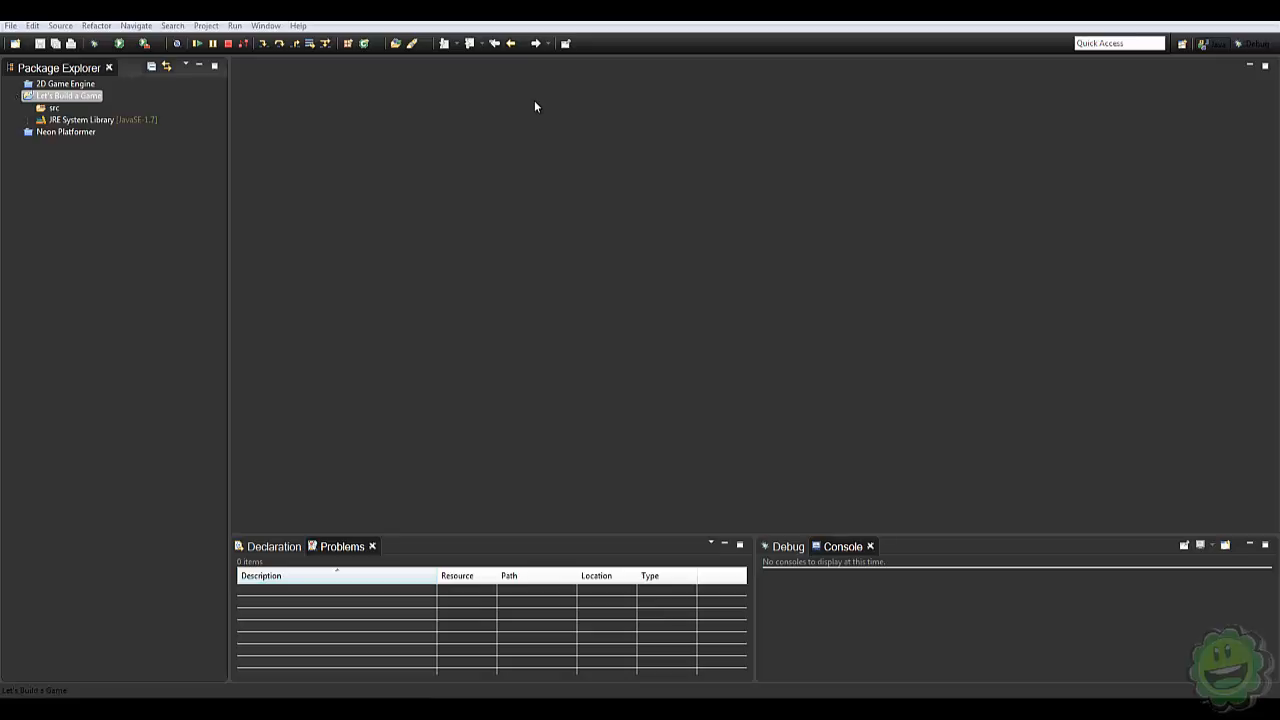 File Edit Source Refactor Navigate Search Project Run Window Help
Quick Access
Java
Debug
Package Explorer
2D Game Engine
Let's Build a Game
src
JRE System Library [JavaSE-1.7]
Neon Platformer
Declaration Problems
0 items
Description Resource Path Location Type
Debug Console
No consoles to display at this time.
Let's Build a Game